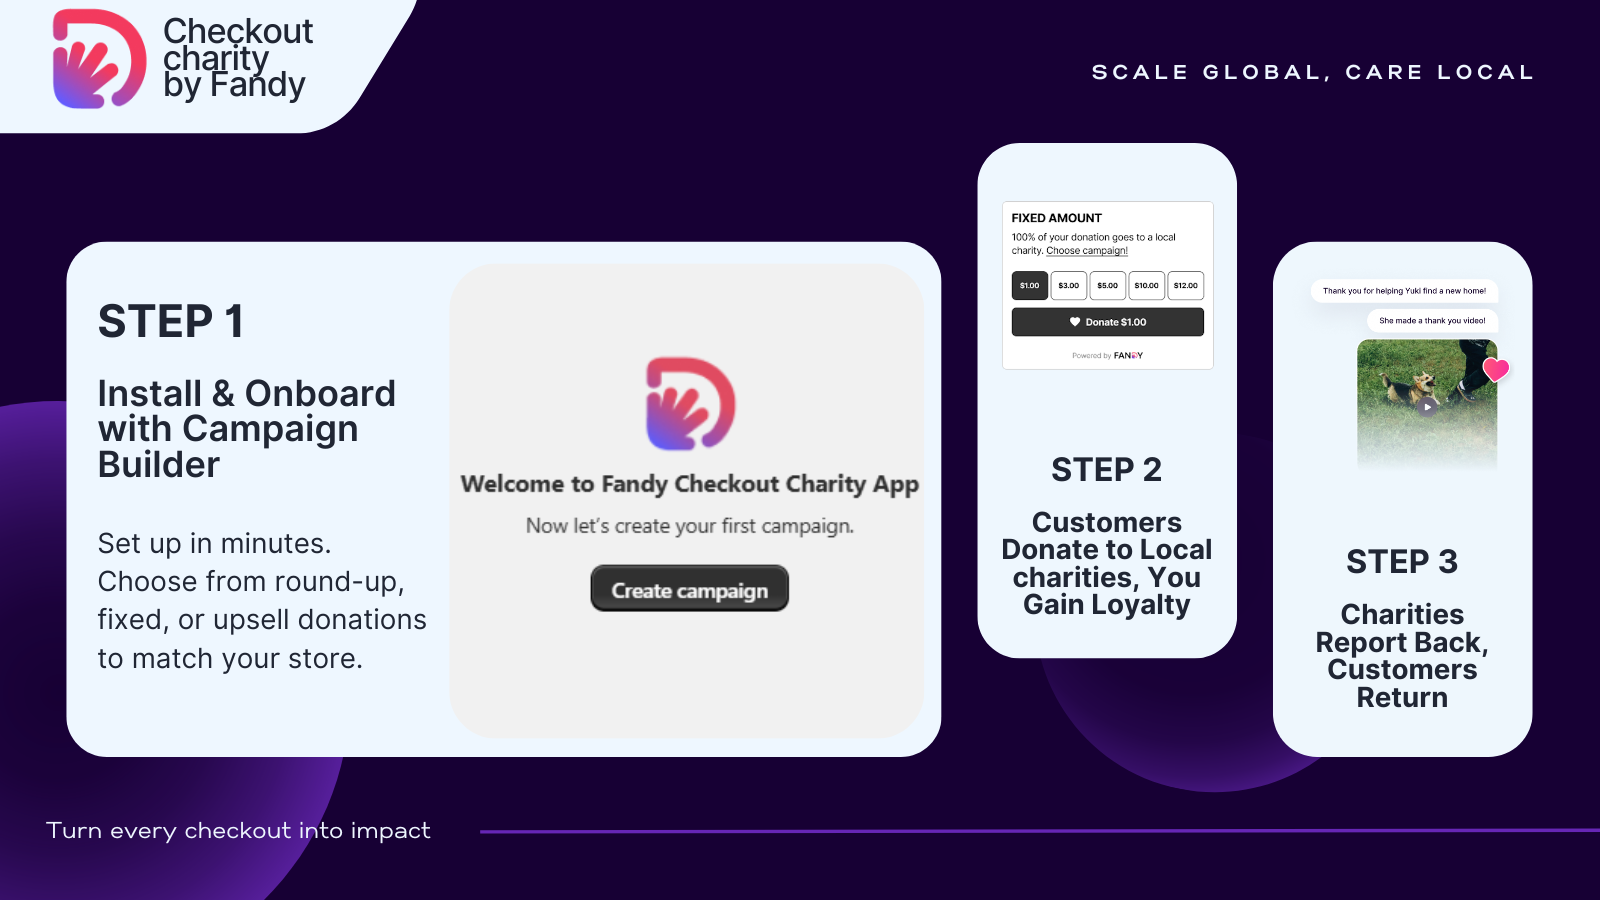 Checkout
charity
by Fandy
SCALE GLOBAL, CARE LOCAL
STEP 1
Install & Onboard
with Campaign
Builder
Set up in minutes.
Choose from round-up,
fixed, or upsell donations
to match your store.
Welcome to Fandy Checkout Charity App
Now let's create your first campaign.
Create campaign
FIXED AMOUNT
100% of your donation goes to a local
charity. Choose campaign!
$1.00 $3.00 $5.00 $10.00 $12.00
Donate $1.00
Powered by FANDY
STEP 2
Customers
Donate to Local
charities, You
Gain Loyalty
Thank you for helping Yuki find a new home!
She made a thank you video!
STEP 3
Charities
Report Back,
Customers
Return
Turn every checkout into impact